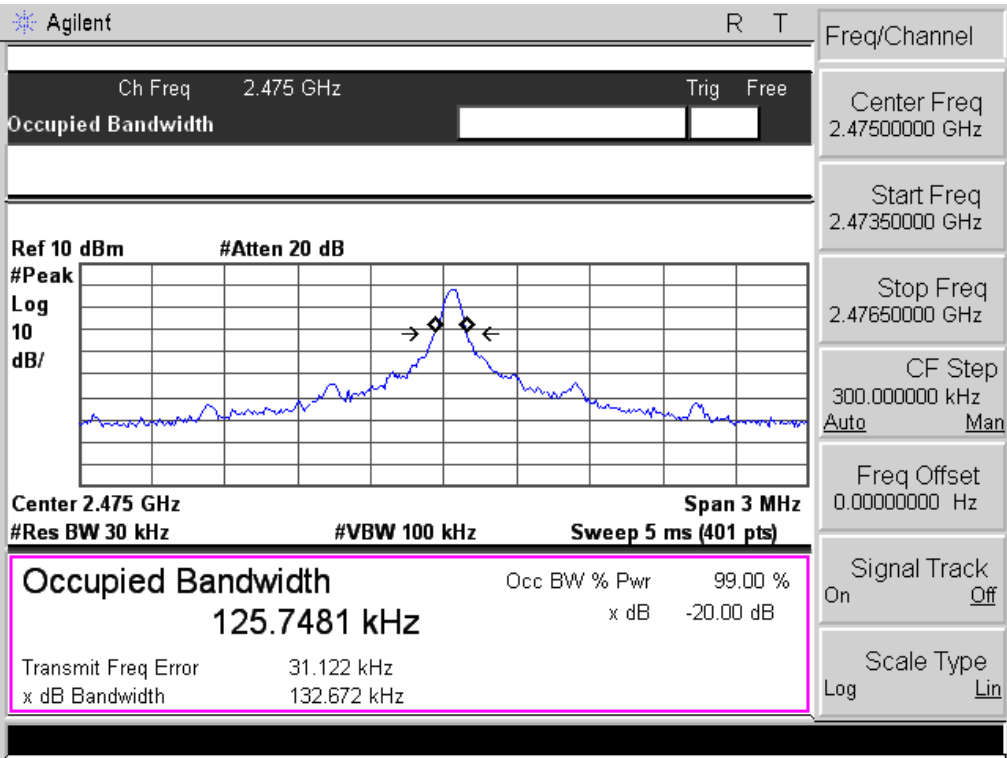 Agilent R T
Ch Freq 2.475 GHz Trig Free
Occupied Bandwidth
Ref 10 dBm #Atten 20 dB
#Peak
Log
10
dB/
Center 2.475 GHz Span 3 MHz
#Res BW 30 kHz #VBW 100 kHz Sweep 5 ms (401 pts)
Occupied Bandwidth Occ BW % Pwr 99.00 %
125.7481 kHz x dB -20.00 dB
Transmit Freq Error 31.122 kHz
x dB Bandwidth 132.672 kHz
Freq/Channel
Center Freq
2.47500000 GHz
Start Freq
2.47350000 GHz
Stop Freq
2.47650000 GHz
CF Step
300.000000 kHz
Auto Man
Freq Offset
0.00000000 Hz
Signal Track
On Off
Scale Type
Log Lin